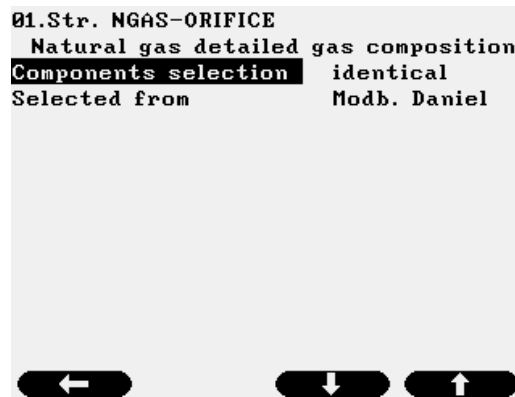 01.Str. NGAS-ORIFICE
Natural gas detailed gas composition
Components selection identical
Selected from Modb. Daniel